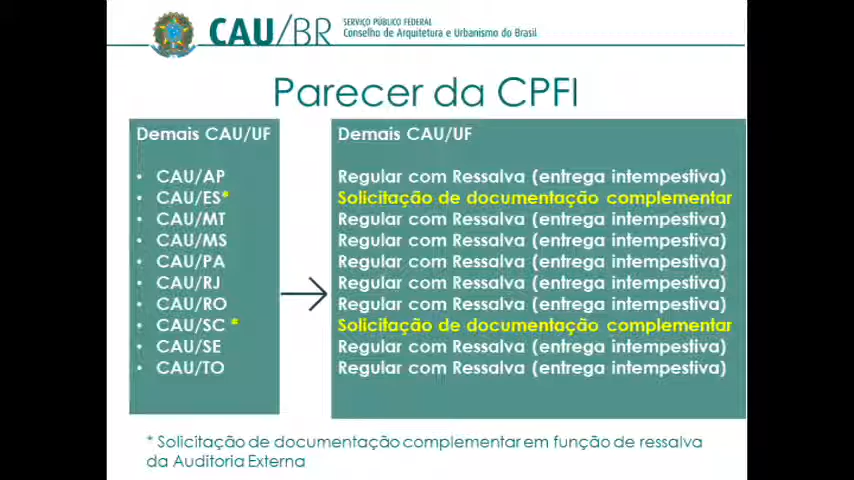 CAU/BR
SERVIÇO PÚBLICO FEDERAL
Conselho de Arquitetura e Urbanismo do Brasil
Parecer da CPFI
Demais CAU/UF
• CAU/AP
• CAU/ES*
• CAU/MT
• CAU/MS
• CAU/PA
• CAU/RJ
• CAU/RO
• CAU/SC *
• CAU/SE
• CAU/TO
Demais CAU/UF
Regular com Ressalva (entrega intempestiva)
Solicitação de documentação complementar
Regular com Ressalva (entrega intempestiva)
Regular com Ressalva (entrega intempestiva)
Regular com Ressalva (entrega intempestiva)
Regular com Ressalva (entrega intempestiva)
Regular com Ressalva (entrega intempestiva)
Solicitação de documentação complementar
Regular com Ressalva (entrega intempestiva)
Regular com Ressalva (entrega intempestiva)
* Solicitação de documentação complementar em função de ressalva
da Auditoria Externa